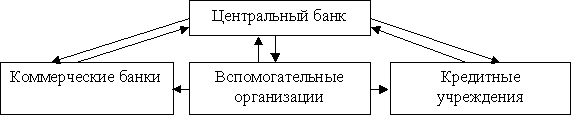 Центральный банк
Коммерческие банки
Вспомогательные
организации
Кредитные
учреждения